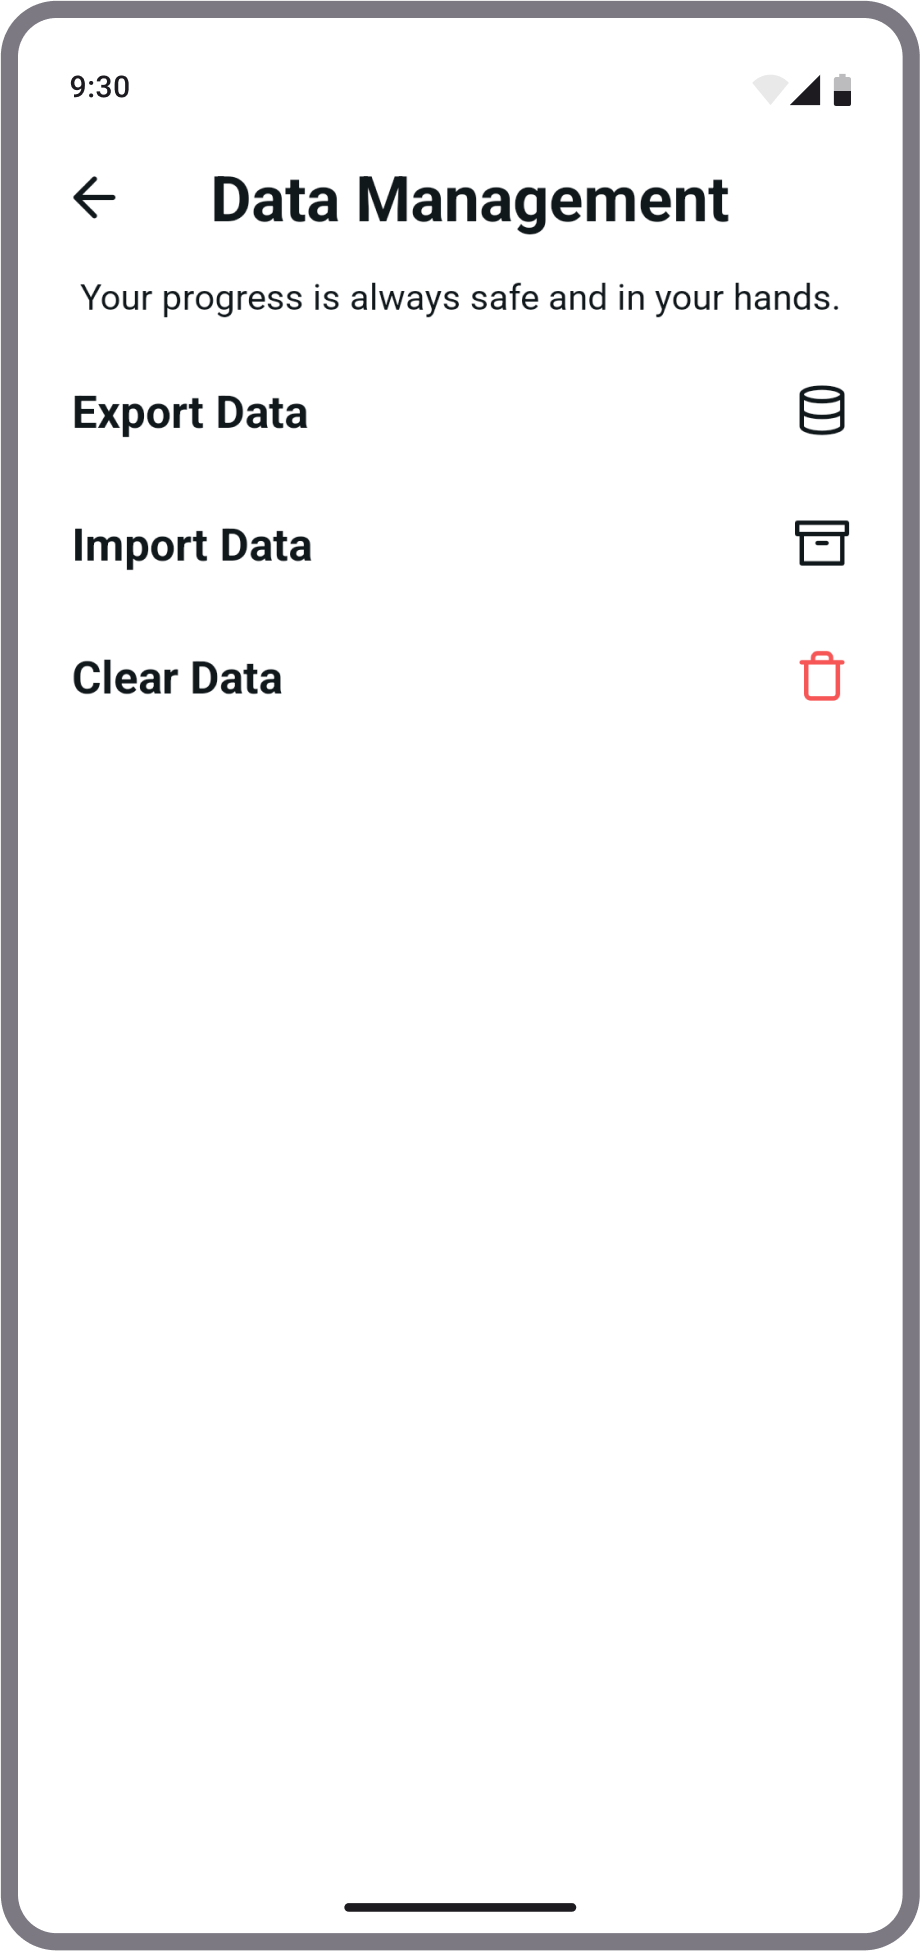 9:30
Data Management
Your progress is always safe and in your hands.
Export Data
Import Data
Clear Data